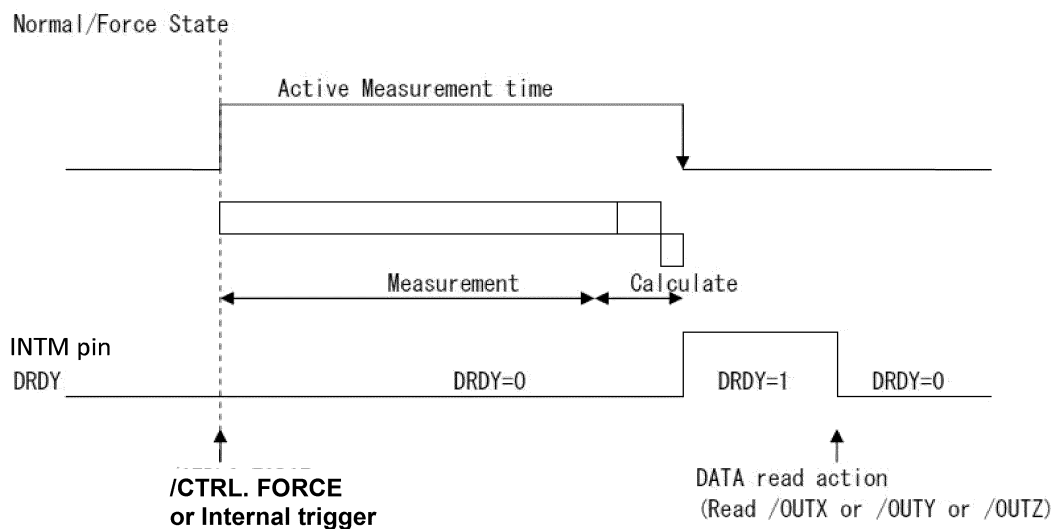 Normal/Force State
Active Measurement time
Measurement
Calculate
INTM pin
DRDY
DRDY=0
DRDY=1
DRDY=0
/CTRL. FORCE
or Internal trigger
DATA read action
(Read /OUTX or /OUTY or /OUTZ)